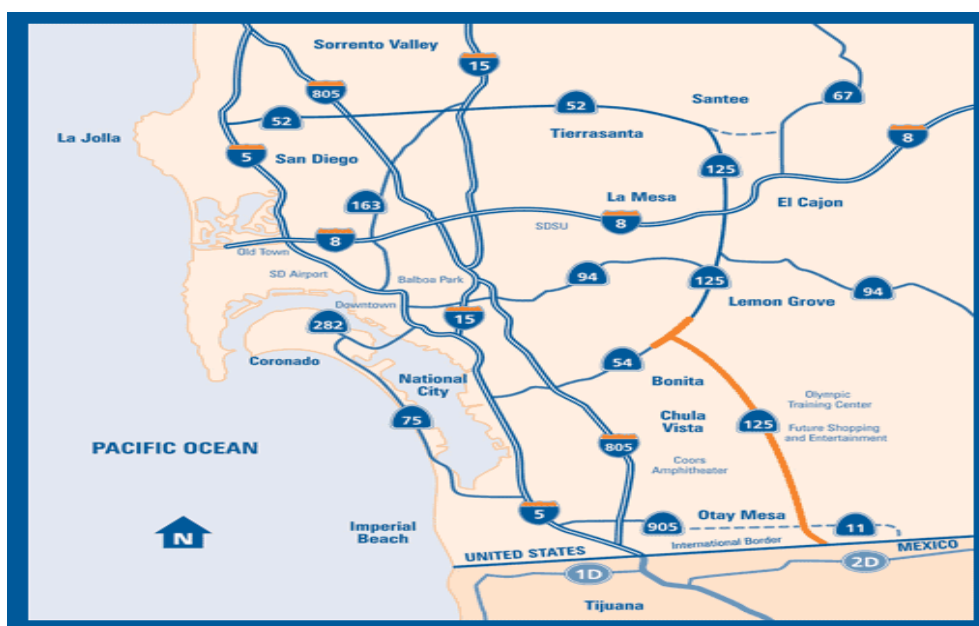 Sorrento Valley
15
805
67
52
Santee
52
La Jolla
Tierrasanta
8
5
San Diego
125
163
La Mesa
El Cajon
8
SDSU
8
Old Town
SD Airport
Balboa Park
94
125
94
Downtown
Lemon Grove
282
15
Coronado
54
National
City
Bonita
Olympic
Training Center
75
Chula
Vista
125
Future Shopping
and Entertainment
PACIFIC OCEAN
805
Coors
Amphitheater
5
Otay Mesa
N
Imperial
Beach
905
11
International Border
UNITED STATES
MEXICO
1D
2D
Tijuana